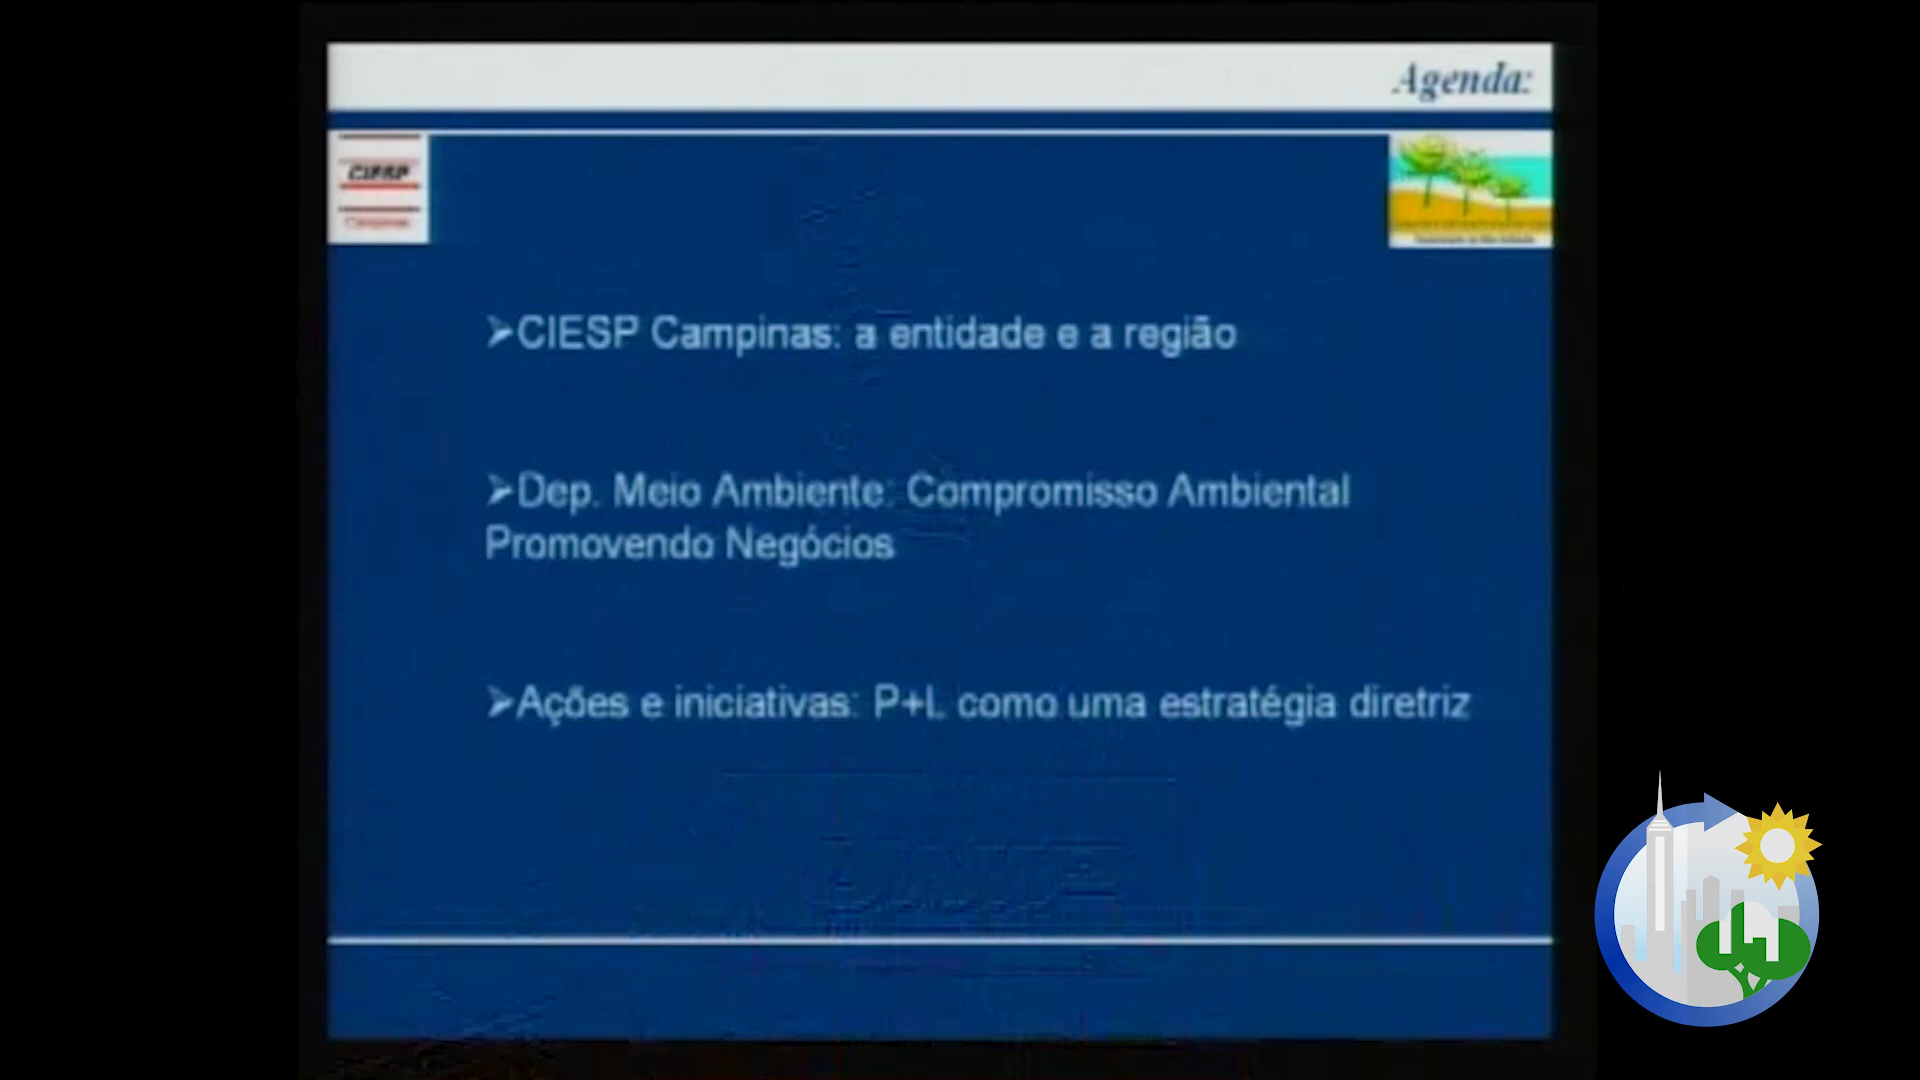 Agenda:
CIESP
Campinas
➢CIESP Campinas: a entidade e a região
➢Dep. Meio Ambiente: Compromisso Ambiental
Promovendo Negócios
➢Ações e iniciativas: P+L como uma estratégia diretriz